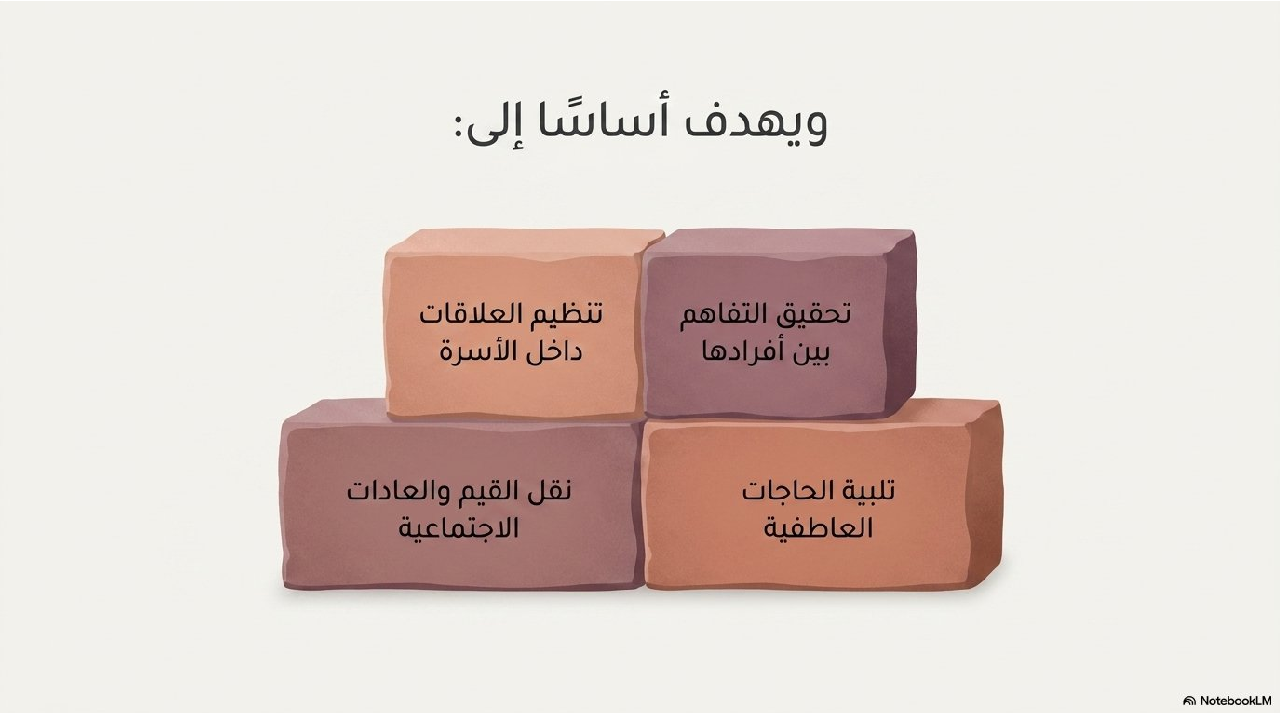 ويهدف أساسًا إلى:
تحقيق التفاهم
بين أفرادها
تنظيم العلاقات
داخل الأسرة
تلبية الحاجات
العاطفية
نقل القيم والعادات
الاجتماعية
NotebookLM